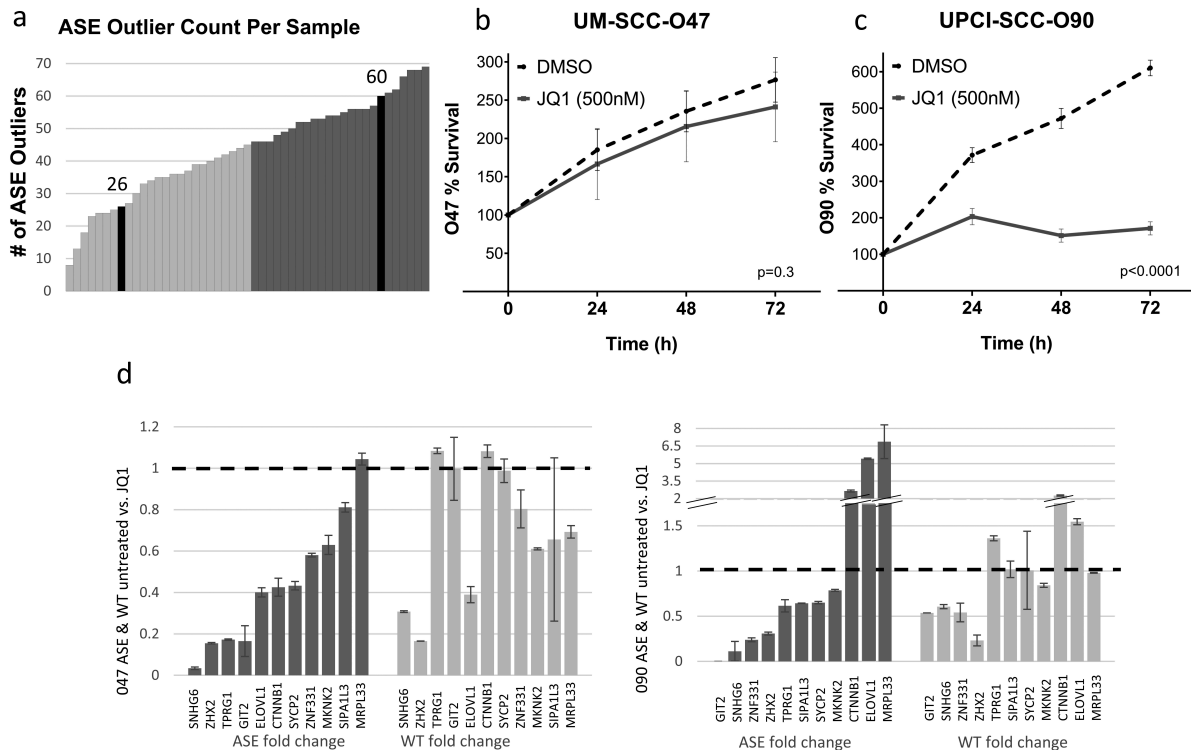 a
ASE Outlier Count Per Sample
# of ASE Outliers
70
60
50
40
30
20
10
0
26
60
b
UM-SCC-O47
O47 % Survival
300
250
200
150
100
50
DMSO
JQ1 (500nM)
p=0.3
0 24 48 72
Time (h)
c
UPCI-SCC-O90
O90 % Survival
600
500
400
300
200
100
DMSO
JQ1 (500nM)
p<0.0001
0 24 48 72
Time (h)
d
047 ASE & WT untreated vs. JQ1
1.2
1
0.8
0.6
0.4
0.2
0
SNHG6
ZHX2
TPRG1
GIT2
ELOVL1
CTNNB1
SYCP2
ZNF331
MKNK2
SIPA1L3
MRPL33
SNHG6
ZHX2
TPRG1
GIT2
ELOVL1
CTNNB1
SYCP2
ZNF331
MKNK2
SIPA1L3
MRPL33
ASE fold change
WT fold change
090 ASE & WT untreated vs. JQ1
8
6.5
5
3.5
2
1.5
1
0.5
0
GIT2
SNHG6
ZNF331
ZHX2
TPRG1
SIPA1L3
SYCP2
MKNK2
CTNNB1
ELOVL1
MRPL33
GIT2
SNHG6
ZNF331
ZHX2
TPRG1
SIPA1L3
SYCP2
MKNK2
CTNNB1
ELOVL1
MRPL33
ASE fold change
WT fold change